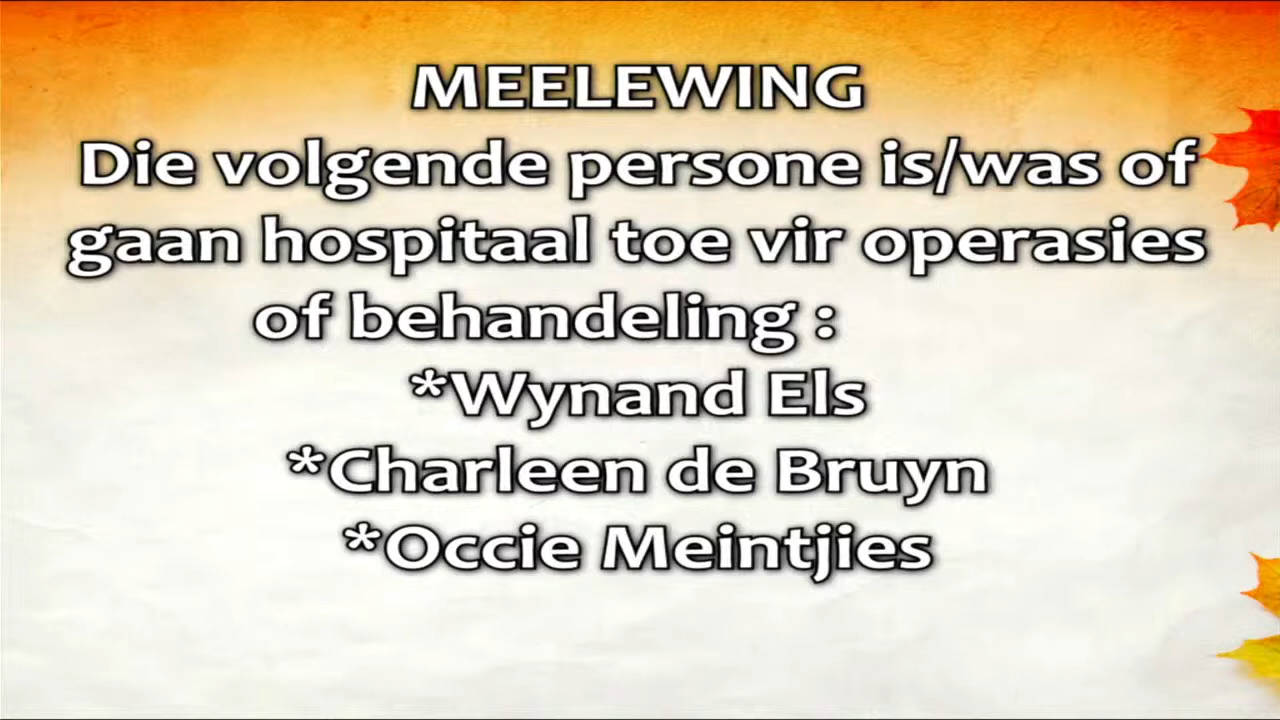 MEELEWING
Die volgende persone is/was of
gaan hospitaal toe vir operasies
of behandeling :
*Wynand Els
*Charleen de Bruyn
*Occie Meintjies